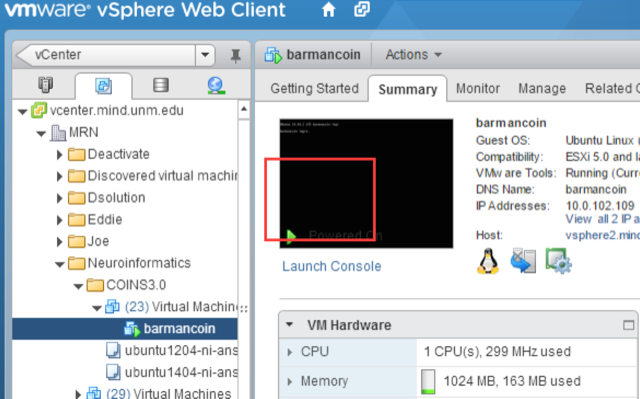 vmware® vSphere Web Client
vCenter
barmancoin
Actions
Getting Started
Summary
Monitor
Manage
Related
vcenter.mind.unm.edu
MRN
Deactivate
Discovered virtual machin
Dsolution
Eddie
Joe
Neuroinformatics
COINS3.0
(23) Virtual Machin
barmancoin
ubuntu1204-ni-ans
ubuntu1404-ni-ans
(29) Virtual Machines
Powered On
Launch Console
barmancoin
Guest OS: Ubuntu Linux (
Compatibility: ESXi 5.0 and l
VMware Tools: Running (Curr
DNS Name: barmancoin
IP Addresses: 10.0.102.109
View all 2 IP a
Host: vsphere2.mind
VM Hardware
CPU 1 CPU(s), 299 MHz used
Memory 1024 MB, 163 MB used